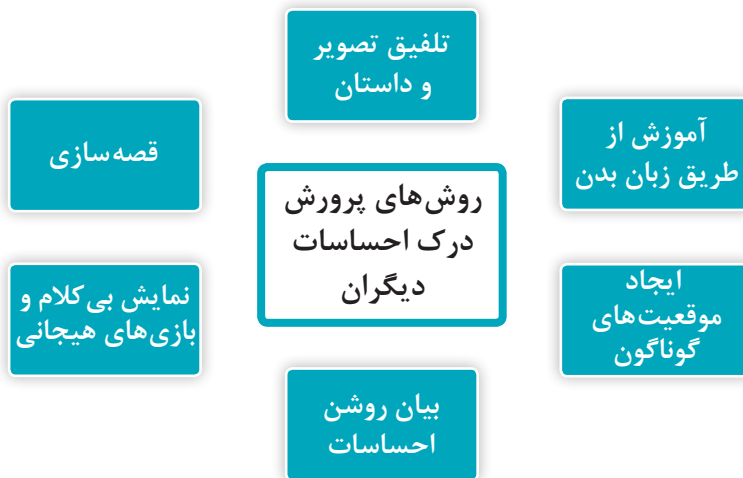 تلفیق تصویر
و داستان
آموزش از
طریق زبان بدن
قصه‌سازی
روش‌های پرورش
درک احساسات
دیگران
ایجاد
موقعیت‌های
گوناگون
نمایش بی‌کلام و
بازی‌های هیجانی
بیان روشن
احساسات